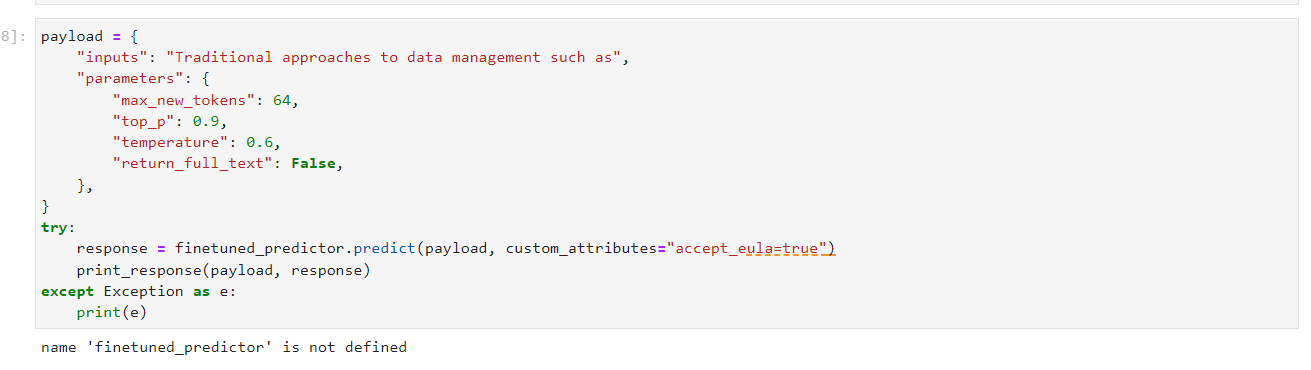 8]:
payload = {
    "inputs": "Traditional approaches to data management such as",
    "parameters": {
        "max_new_tokens": 64,
        "top_p": 0.9,
        "temperature": 0.6,
        "return_full_text": False,
    },
}
try:
    response = finetuned_predictor.predict(payload, custom_attributes="accept_eula=true")
    print_response(payload, response)
except Exception as e:
    print(e)
name 'finetuned_predictor' is not defined